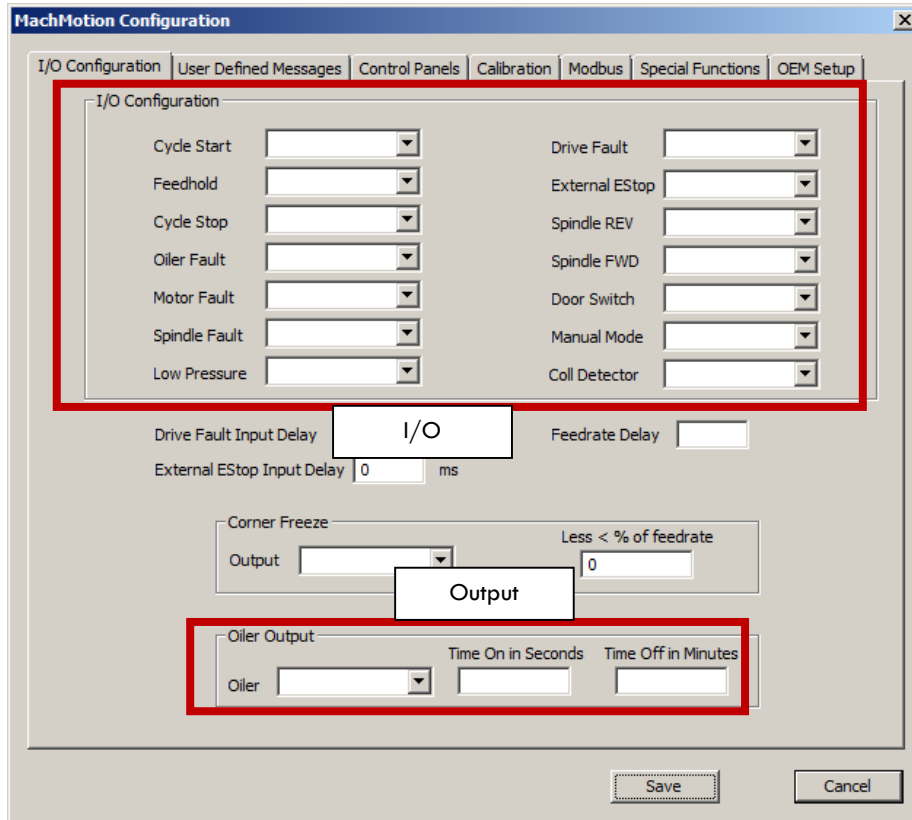 MachMotion Configuration
I/O Configuration User Defined Messages Control Panels Calibration Modbus Special Functions OEM Setup
I/O Configuration
Cycle Start Drive Fault
Feedhold External EStop
Cycle Stop Spindle REV
Oiler Fault Spindle FWD
Motor Fault Door Switch
Spindle Fault Manual Mode
Low Pressure Coll Detector
Drive Fault Input Delay I/O Feedrate Delay
External EStop Input Delay 0 ms
Corner Freeze
Less < % of feedrate
Output 0
Output
Oiler Output
Time On in Seconds Time Off in Minutes
Oiler
Save Cancel